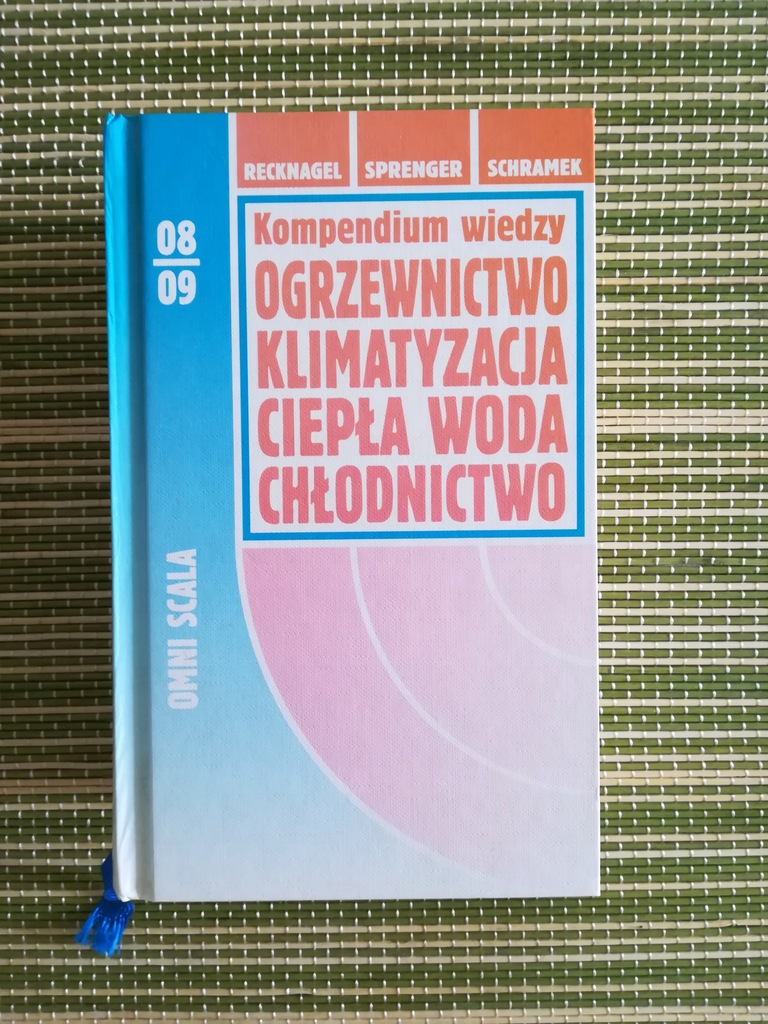 RECKNAGEL SPRENGER SCHRAMEK
08
09
Kompendium wiedzy
OGRZEWNICTWO
KLIMATYZACJA
CIEPŁA WODA
CHŁODNICTWO
OMNI SCALA